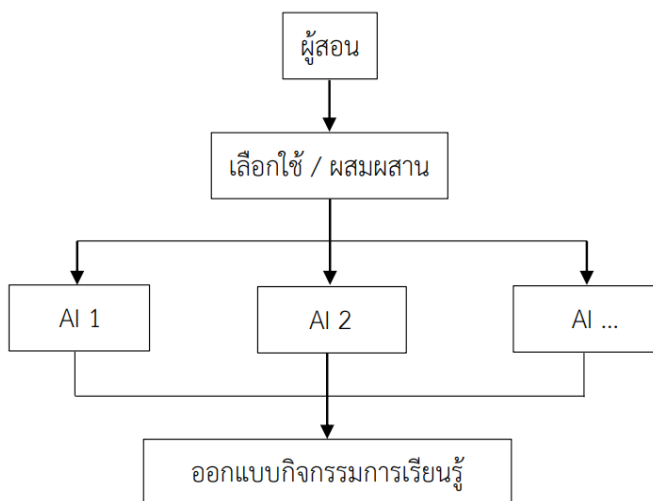 ผู้สอน
เลือกใช้ / ผสมผสาน
AI 1
AI 2
AI ...
ออกแบบกิจกรรมการเรียนรู้